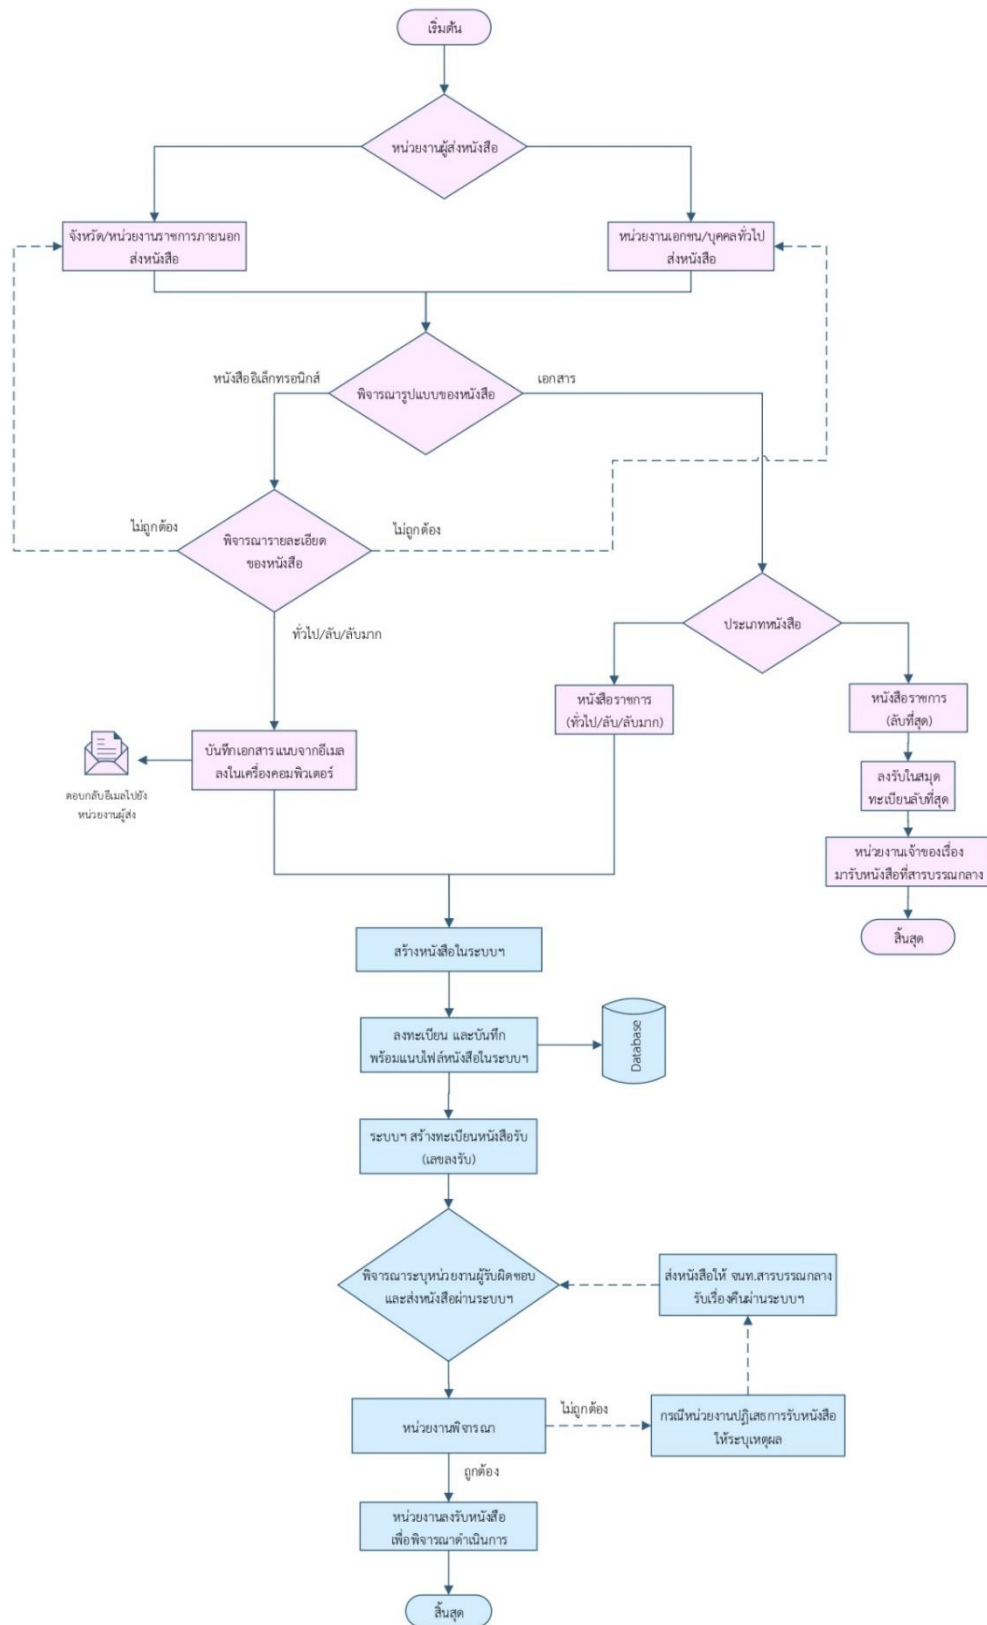 เริ่มต้น
หน่วยงานผู้ส่งหนังสือ
จังหวัด/หน่วยงานราชการภายนอก
ส่งหนังสือ
หน่วยงานเอกชน/บุคคลทั่วไป
ส่งหนังสือ
หนังสืออิเล็กทรอนิกส์
พิจารณารูปแบบของหนังสือ
เอกสาร
ไม่ถูกต้อง
พิจารณารายละเอียด
ของหนังสือ
ไม่ถูกต้อง
ทั่วไป/ลับ/ลับมาก
ประเภทหนังสือ
หนังสือราชการ
(ทั่วไป/ลับ/ลับมาก)
หนังสือราชการ
(ลับที่สุด)
บันทึกเอกสารแนบจากอีเมล
ลงในเครื่องคอมพิวเตอร์
ตอบกลับอีเมลไปยัง
หน่วยงานผู้ส่ง
ลงรับในสมุด
ทะเบียนลับที่สุด
หน่วยงานเจ้าของเรื่อง
มารับหนังสือที่สารบรรณกลาง
สิ้นสุด
สร้างหนังสือในระบบฯ
ลงทะเบียน และบันทึก
พร้อมแนบไฟล์หนังสือในระบบฯ
Database
ระบบฯ สร้างทะเบียนหนังสือรับ
(เลขลงรับ)
พิจารณาระบุหน่วยงานผู้รับผิดชอบ
และส่งหนังสือผ่านระบบฯ
ส่งหนังสือให้ จนท.สารบรรณกลาง
รับเรื่องคืนผ่านระบบฯ
หน่วยงานพิจารณา
ไม่ถูกต้อง
กรณีหน่วยงานปฏิเสธการรับหนังสือ
ให้ระบุเหตุผล
ถูกต้อง
หน่วยงานลงรับหนังสือ
เพื่อพิจารณาดำเนินการ
สิ้นสุด